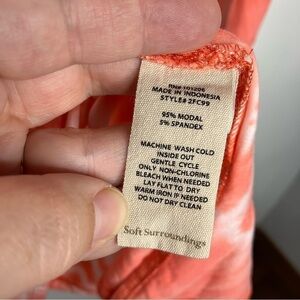 MADE IN INDONESIA
STYLE# 2FC99
95% MODAL
5% SPANDEX
MACHINE WASH COLD
INSIDE OUT
GENTLE CYCLE
ONLY NON-CHLORINE
BLEACH WHEN NEEDED
LAY FLAT TO DRY
WARM IRON IF NEEDED
DO NOT DRY CLEAN
Soft Surroundings